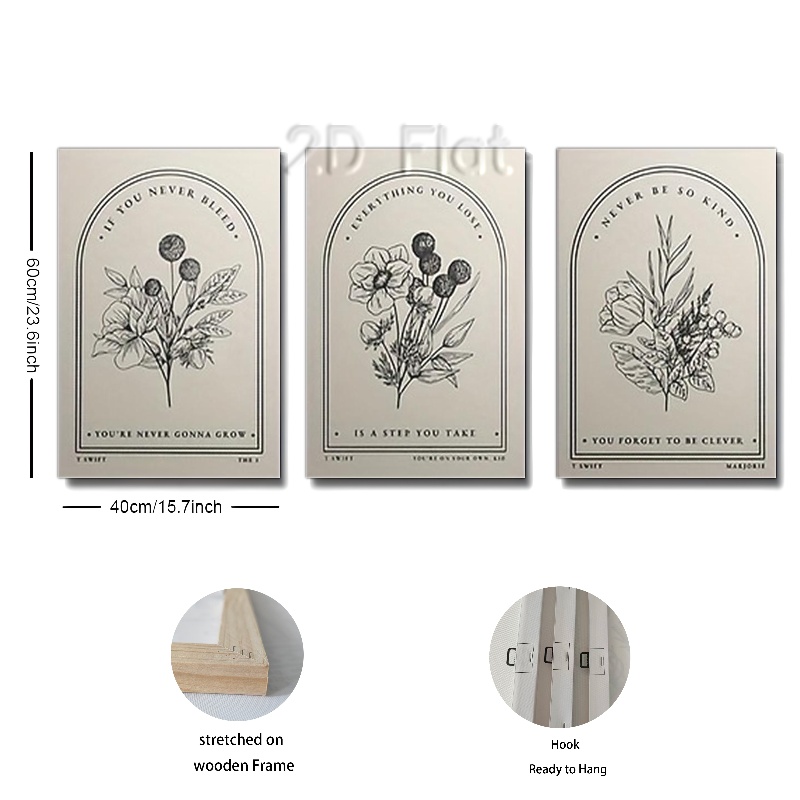 2D Flat
IF YOU NEVER BLEED
YOU'RE NEVER GONNA GROW
T SWIFT
THE 1
EVERYTHING YOU LOSE
IS A STEP YOU TAKE
T SWIFT
YOU'RE ON YOUR OWN, KID
NEVER BE SO KIND
YOU FORGET TO BE CLEVER
T SWIFT
MARJORIE
60cm/23.6inch
40cm/15.7inch
stretched on
wooden Frame
Hook
Ready to Hang